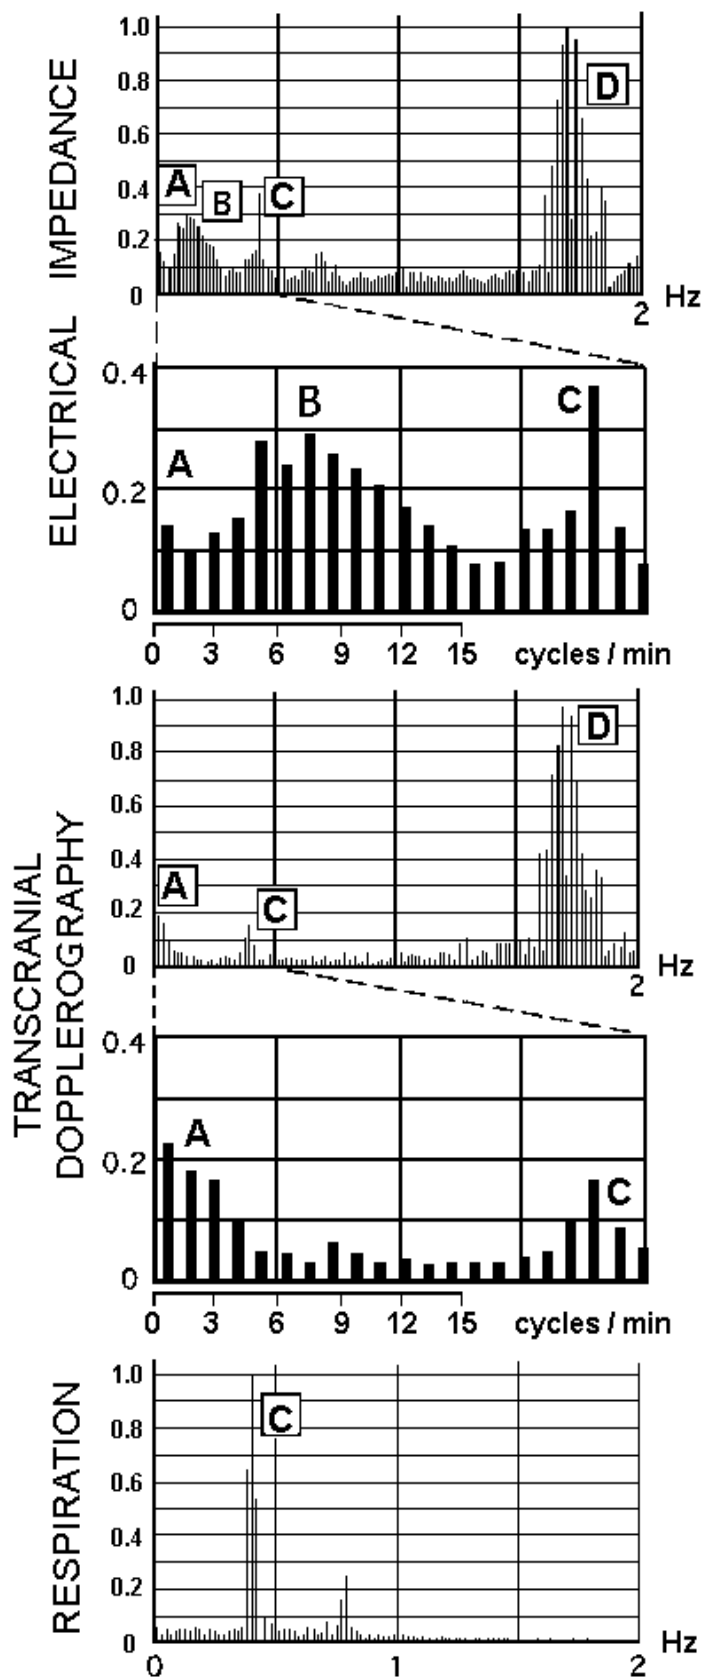 ELECTRICAL IMPEDANCE
1.0
0.8
0.6
0.4
0.2
0
A
B
C
D
2 Hz
0.4
0.2
0
A
B
C
0 3 6 9 12 15 cycles / min
TRANSCRANIAL
DOPPLEROGRAPHY
1.0
0.8
0.6
0.4
0.2
0
A
C
D
2 Hz
0.4
0.2
0
A
C
0 3 6 9 12 15 cycles / min
RESPIRATION
1.0
0.8
0.6
0.4
0.2
0
C
Hz
0 1 2